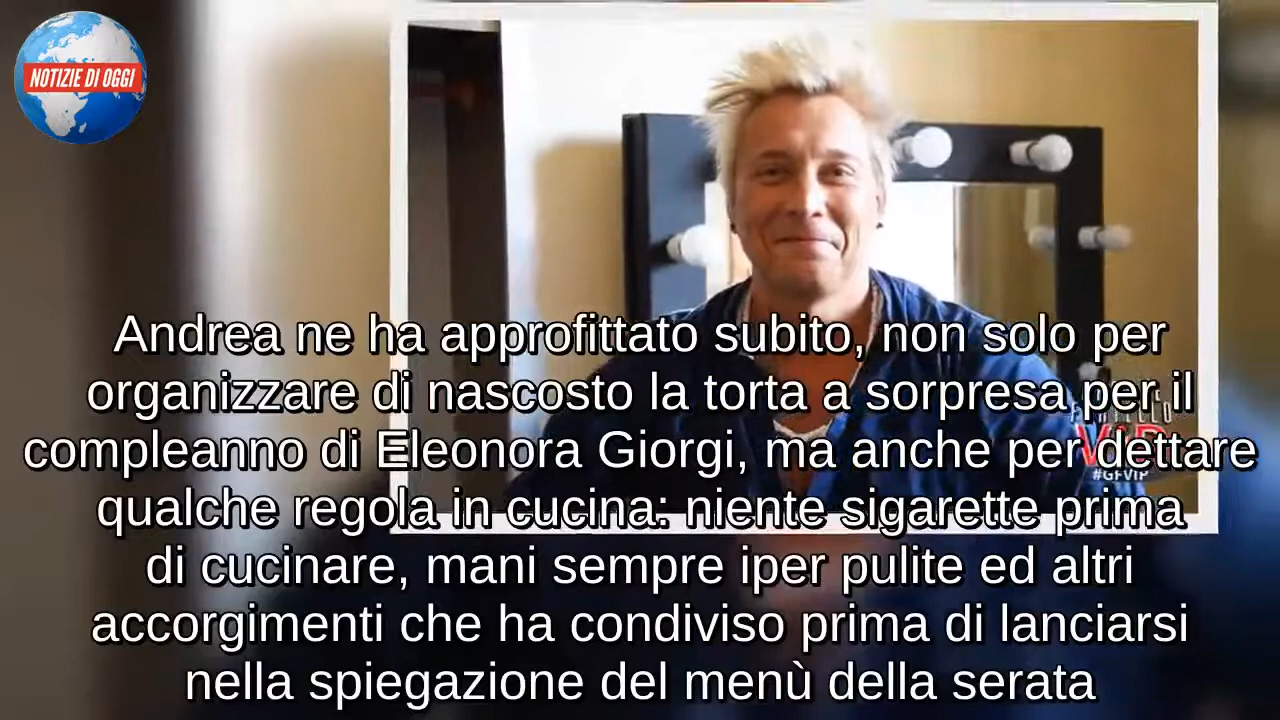 NOTIZIE DI OGGI
Andrea ne ha approfittato subito, non solo per
organizzare di nascosto la torta a sorpresa per il
compleanno di Eleonora Giorgi, ma anche per dettare
qualche regola in cucina: niente sigarette prima
di cucinare, mani sempre iper pulite ed altri
accorgimenti che ha condiviso prima di lanciarsi
nella spiegazione del menù della serata
VIP
#GFVIP